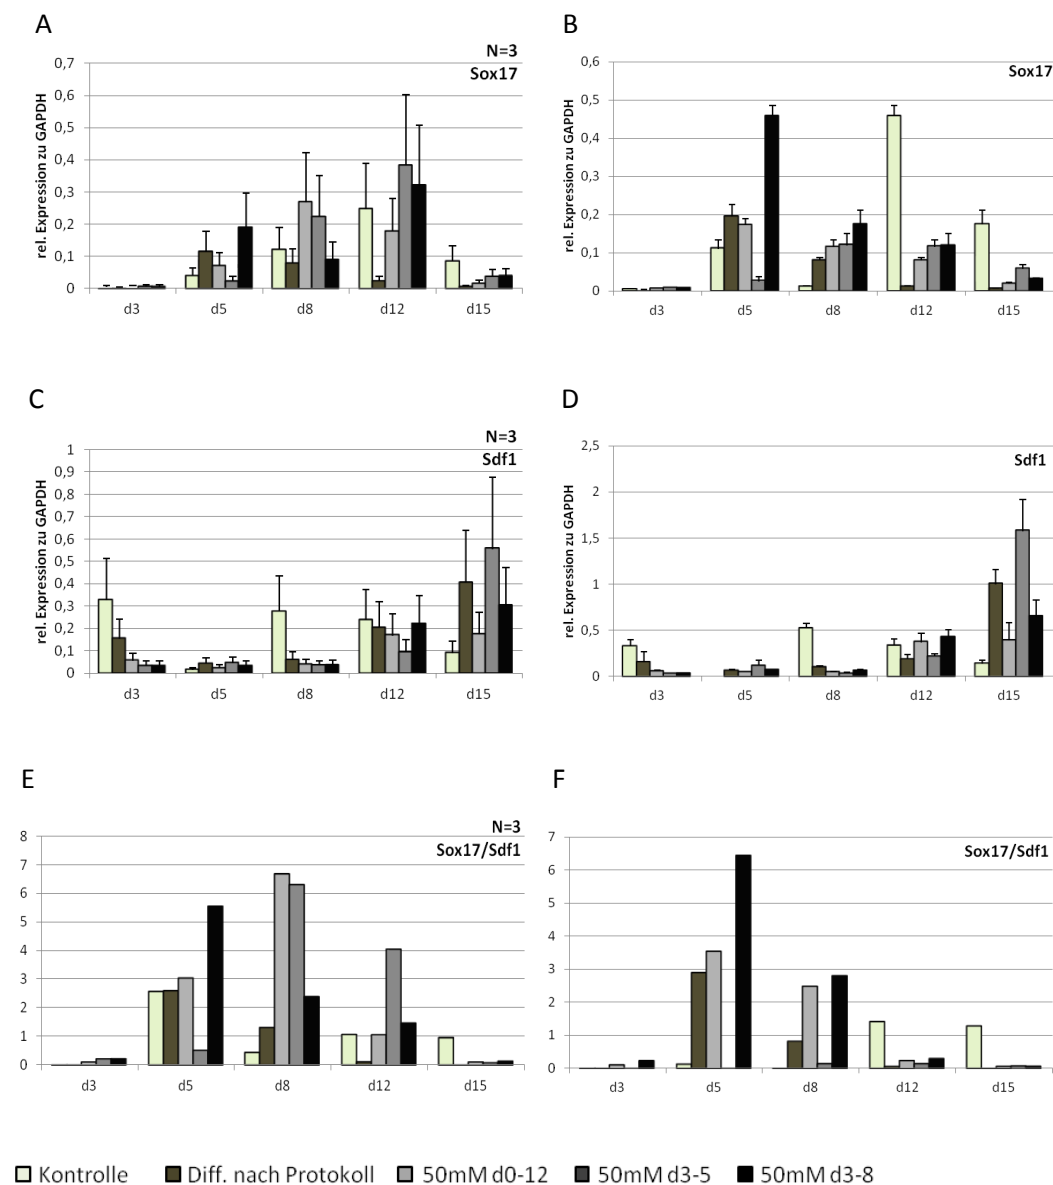 A
N=3
Sox17
rel. Expression zu GAPDH
0,7
0,6
0,5
0,4
0,3
0,2
0,1
0
d3 d5 d8 d12 d15
B
Sox17
rel. Expression zu GAPDH
0,6
0,5
0,4
0,3
0,2
0,1
0
d3 d5 d8 d12 d15
C
N=3
Sdf1
rel. Expression zu GAPDH
1
0,9
0,8
0,7
0,6
0,5
0,4
0,3
0,2
0,1
0
d3 d5 d8 d12 d15
D
Sdf1
rel. Expression zu GAPDH
2,5
2
1,5
1
0,5
0
d3 d5 d8 d12 d15
E
N=3
Sox17/Sdf1
8
7
6
5
4
3
2
1
0
d3 d5 d8 d12 d15
F
Sox17/Sdf1
7
6
5
4
3
2
1
0
d3 d5 d8 d12 d15
Kontrolle Diff. nach Protokoll 50mM d0-12 50mM d3-5 50mM d3-8